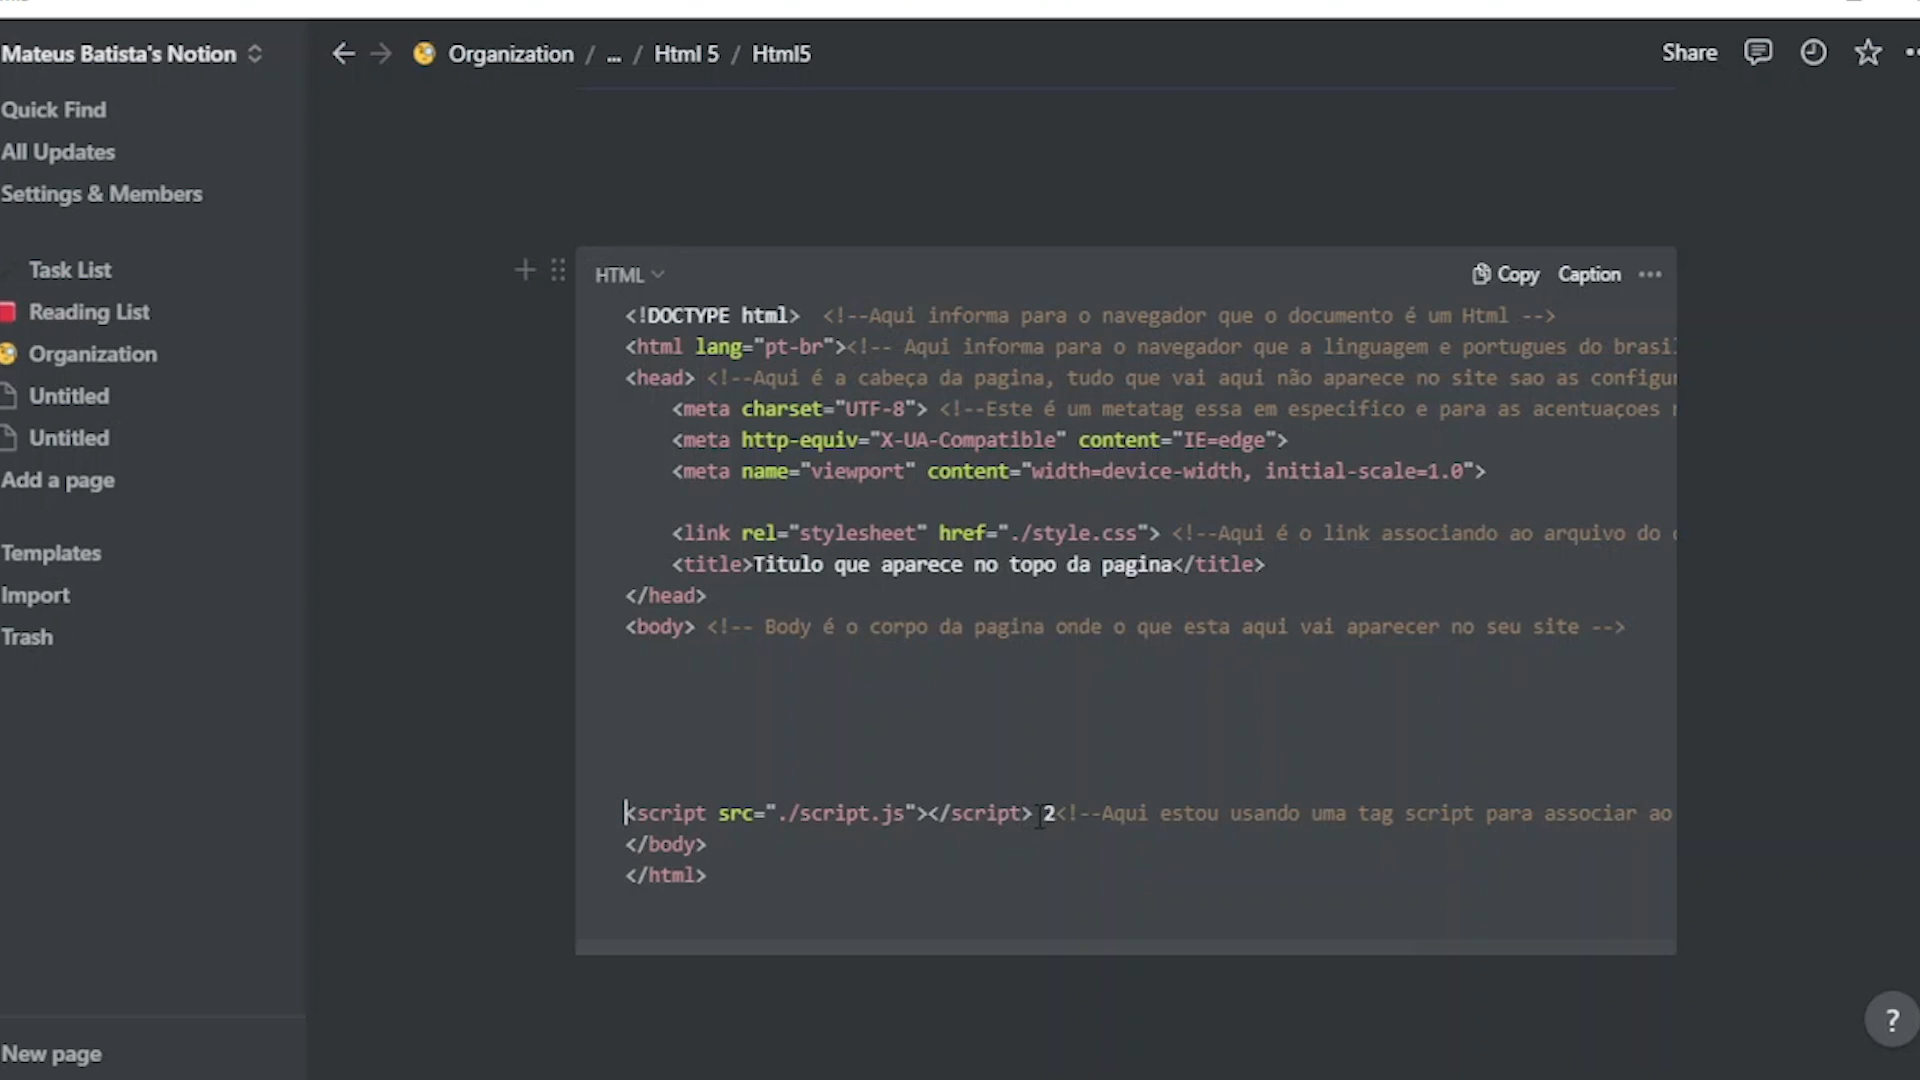 Mateus Batista's Notion
Quick Find
All Updates
Settings & Members
Task List
Reading List
Organization
Untitled
Untitled
Add a page
Templates
Import
Trash
New page
Organization / ... / Html 5 / Html5
Share
HTML
Copy Caption
<!DOCTYPE html>  <!--Aqui informa para o navegador que o documento é um Html -->
<html lang="pt-br"><!-- Aqui informa para o navegador que a linguagem e portugues do brasi
<head> <!--Aqui é a cabeça da pagina, tudo que vai aqui não aparece no site sao as configu
    <meta charset="UTF-8"> <!--Este é um metatag essa em especifico e para as acentuaçoes
    <meta http-equiv="X-UA-Compatible" content="IE=edge">
    <meta name="viewport" content="width=device-width, initial-scale=1.0">
    <link rel="stylesheet" href="./style.css"> <!--Aqui é o link associando ao arquivo do
    <title>Titulo que aparece no topo da pagina</title>
</head>
<body> <!-- Body é o corpo da pagina onde o que esta aqui vai aparecer no seu site -->
<script src="./script.js"></script> 2<!--Aqui estou usando uma tag script para associar ao
</body>
</html>
?